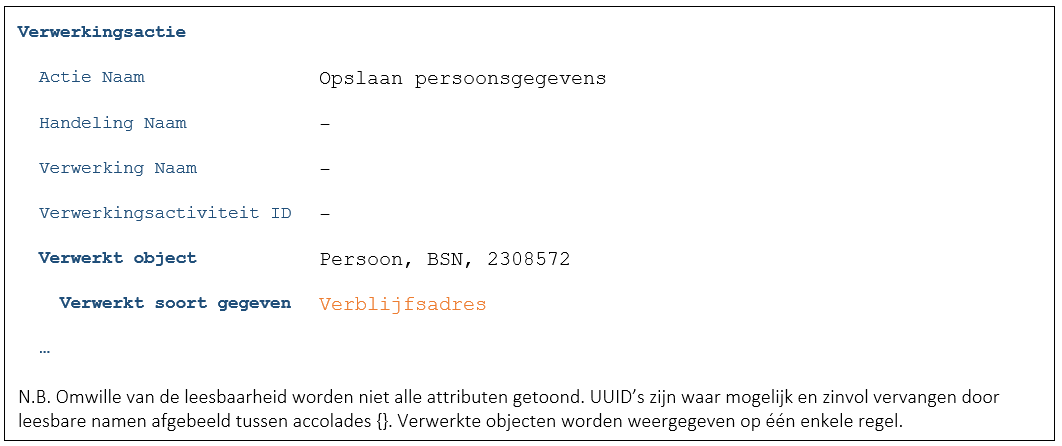 Verwerkingsactie
Actie Naam Opslaan persoonsgegevens
Handeling Naam –
Verwerking Naam –
Verwerkingsactiviteit ID –
Verwerkt object Persoon, BSN, 2308572
Verwerkt soort gegeven Verblijfsadres
…
N.B. Omwille van de leesbaarheid worden niet alle attributen getoond. UUID’s zijn waar mogelijk en zinvol vervangen door
leesbare namen afgebeeld tussen accolades {}. Verwerkte objecten worden weergegeven op één enkele regel.